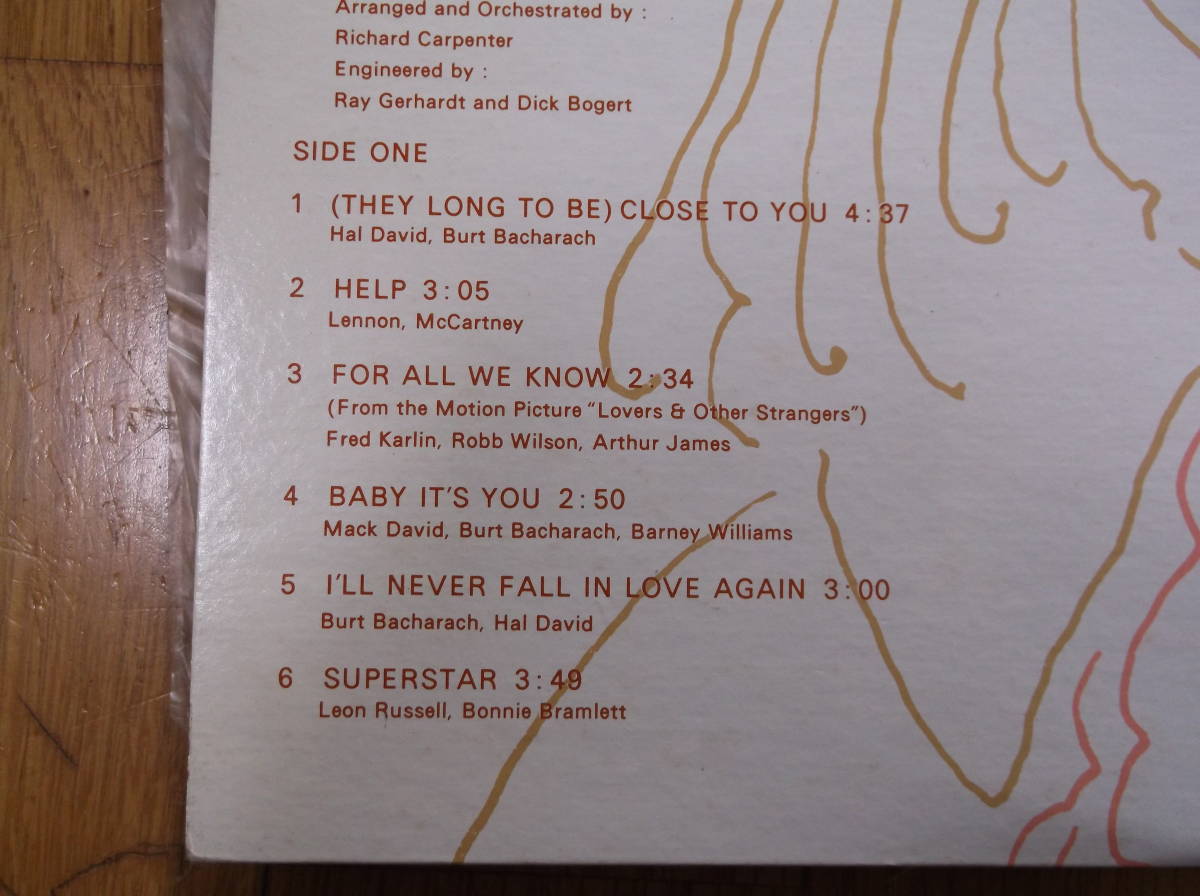 Arranged and Orchestrated by :
Richard Carpenter
Engineered by :
Ray Gerhardt and Dick Bogert
SIDE ONE
1 (THEY LONG TO BE) CLOSE TO YOU 4:37
Hal David, Burt Bacharach
2 HELP 3:05
Lennon, McCartney
3 FOR ALL WE KNOW 2:34
(From the Motion Picture "Lovers & Other Strangers")
Fred Karlin, Robb Wilson, Arthur James
4 BABY IT'S YOU 2:50
Mack David, Burt Bacharach, Barney Williams
5 I'LL NEVER FALL IN LOVE AGAIN 3:00
Burt Bacharach, Hal David
6 SUPERSTAR 3:49
Leon Russell, Bonnie Bramlett